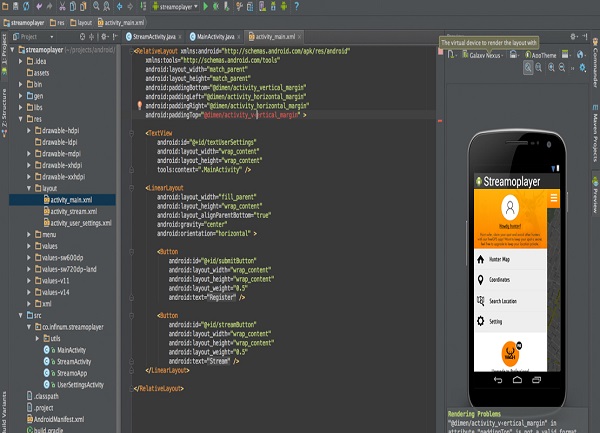 streamoplayer
streamoplayer
streamoplayer
res
layout
activity_main.xml
Project
StreamActivity.java
MainActivity.java
activity_main.xml
streamoplayer
.idea
assets
bin
gen
libs
res
drawable-hdpi
drawable-ldpi
drawable-mdpi
drawable-xhdpi
drawable-xxhdpi
layout
activity_main.xml
activity_stream.xml
activity_user_settings.xml
menu
values
values-sw600dp
values-sw720dp-land
values-v11
values-v14
xml
src
co.infinum.streamoplayer
utils
MainActivity
StreamActivity
StreamoApp
UserSettingsActivity
.classpath
.project
AndroidManifest.xml
build.gradle
1: Project
7: Structure
Build Variants
<RelativeLayout xmlns:android="http://schemas.android.com/apk/res/android"
xmlns:tools="http://schemas.android.com/tools"
android:layout_width="match_parent"
android:layout_height="match_parent"
android:paddingBottom="@dimen/activity_vertical_margin"
android:paddingLeft="@dimen/activity_horizontal_margin"
android:paddingRight="@dimen/activity_horizontal_margin"
android:paddingTop="@dimen/activity_v-ertical_margin" >
<TextView
android:id="@+id/textUserSettings"
android:layout_width="wrap_content"
android:layout_height="wrap_content"
tools:context=".MainActivity" />
<LinearLayout
android:layout_width="fill_parent"
android:layout_height="wrap_content"
android:layout_alignParentBottom="true"
android:gravity="center"
android:orientation="horizontal" >
<Button
android:id="@+id/submitButton"
android:layout_width="wrap_content"
android:layout_height="wrap_content"
android:layout_weight="0.5"
android:text="Register" />
<Button
android:id="@+id/streamButton"
android:layout_width="wrap_content"
android:layout_height="wrap_content"
android:layout_weight="0.5"
android:text="Stream" />
</LinearLayout>
</RelativeLayout>
The virtual device to render the layout with
Galaxy Nexus
AppTheme
Streamoplayer
Howdy, hunter!
Hunter Map
Coordinates
Search Location
Setting
Rendering Problems
"@dimen/activity_v-ertical_margin" in
attribute "paddingTop" is not a valid format
Commander
Maven Projects
Preview